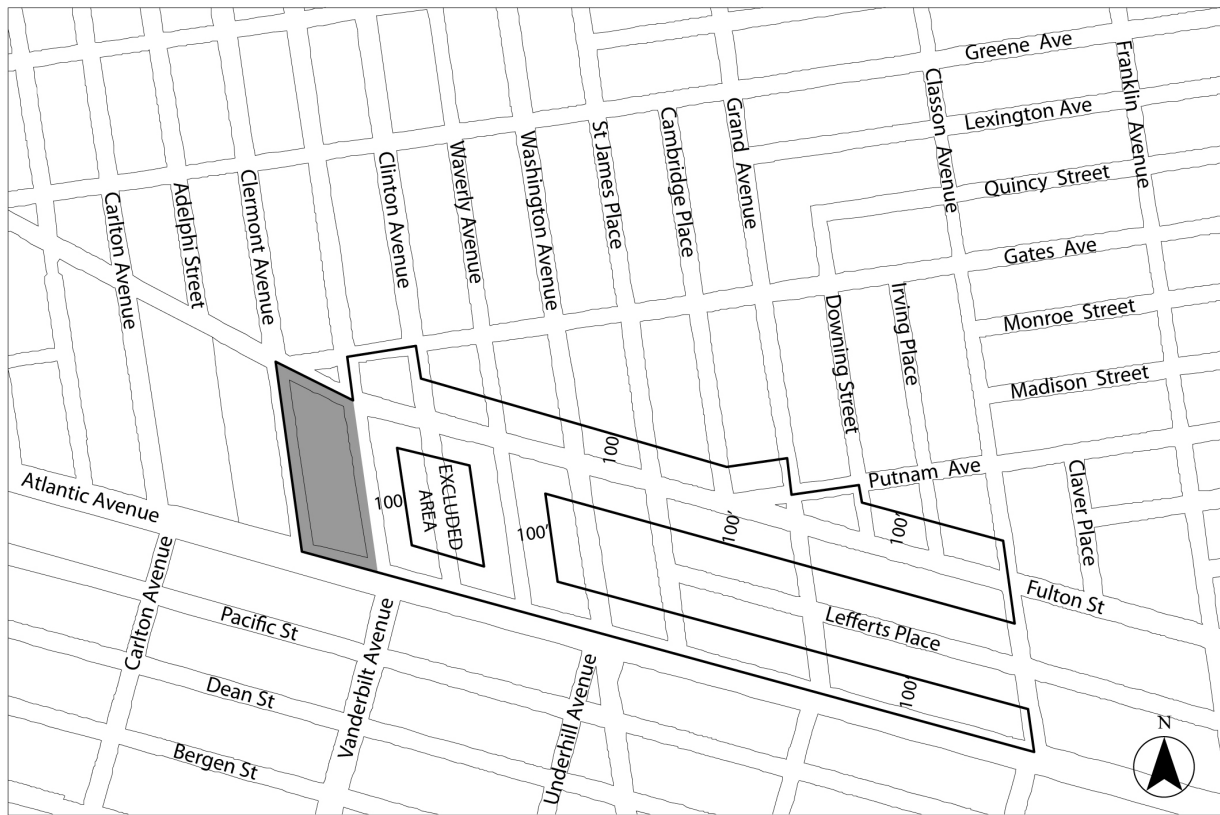 Greene Ave
Franklin Avenue
Classon Avenue
Lexington Ave
Grand Avenue
Cambridge Place
St James Place
Washington Avenue
Waverly Avenue
Clinton Avenue
Clermont Avenue
Adelphi Street
Carlton Avenue
Quincy Street
Gates Ave
Irving Place
Downing Street
Monroe Street
Madison Street
100'
Putnam Ave
Claver Place
EXCLUDED
AREA
100'
100'
100'
100'
Atlantic Avenue
Carlton Avenue
Fulton St
Pacific St
Lefferts Place
Vanderbilt Avenue
Underhill Avenue
100'
Dean St
Bergen St
N